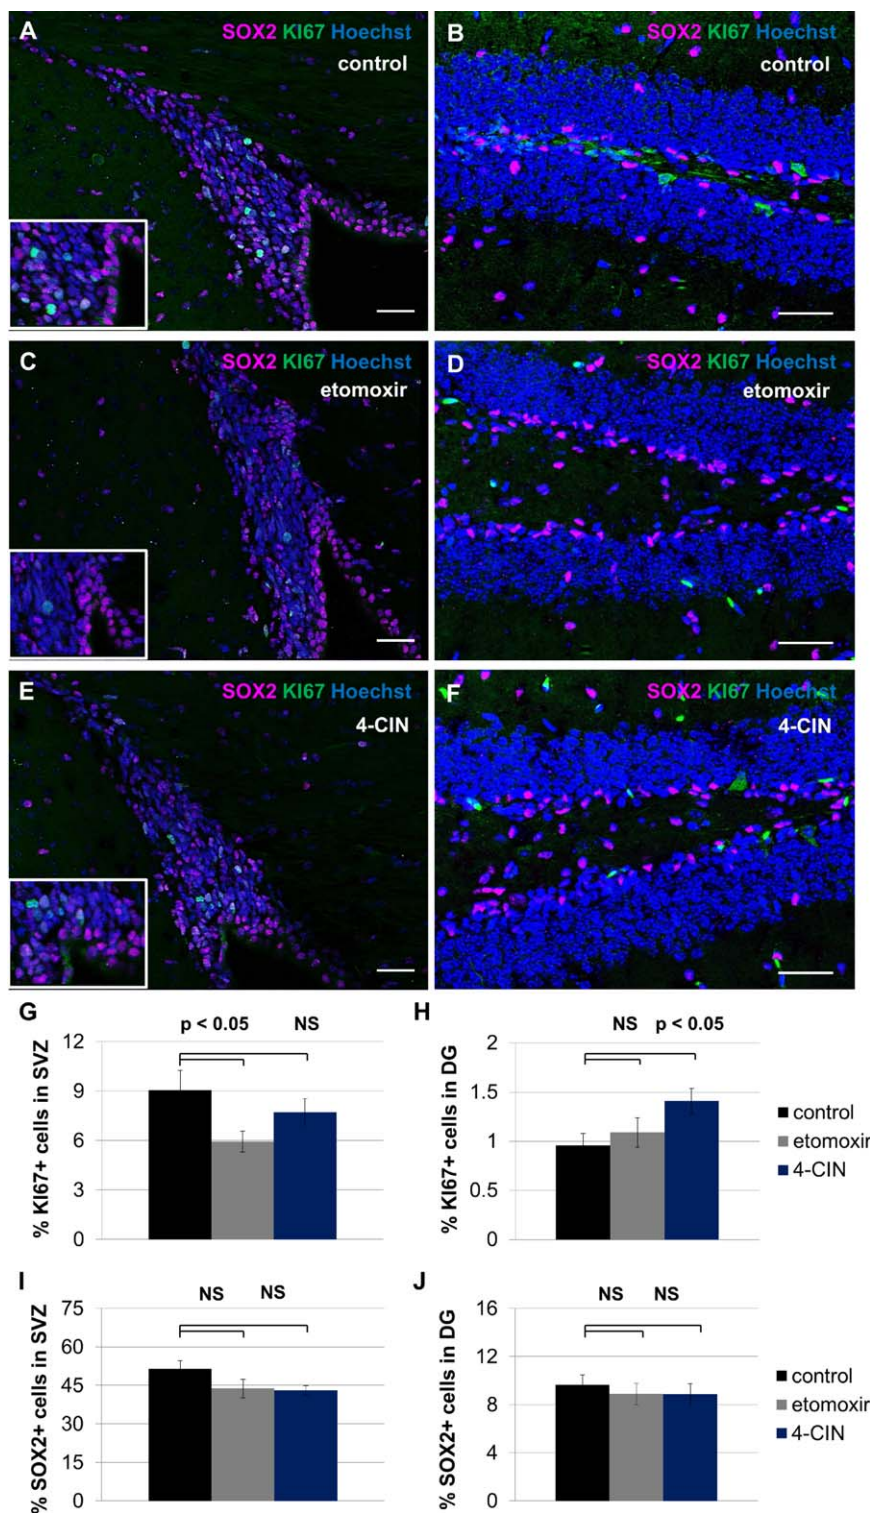 A
SOX2 KI67 Hoechst
control
B
SOX2 KI67 Hoechst
control
C
SOX2 KI67 Hoechst
etomoxir
D
SOX2 KI67 Hoechst
etomoxir
E
SOX2 KI67 Hoechst
4-CIN
F
SOX2 KI67 Hoechst
4-CIN
G
p < 0.05 NS
% KI67+ cells in SVZ
12
9
6
3
0
H
NS p < 0.05
% KI67+ cells in DG
2
1.5
1
0.5
0
control
etomoxir
4-CIN
I
NS NS
% SOX2+ cells in SVZ
75
60
45
30
15
0
J
NS NS
% SOX2+ cells in DG
16
12
8
4
0
control
etomoxir
4-CIN